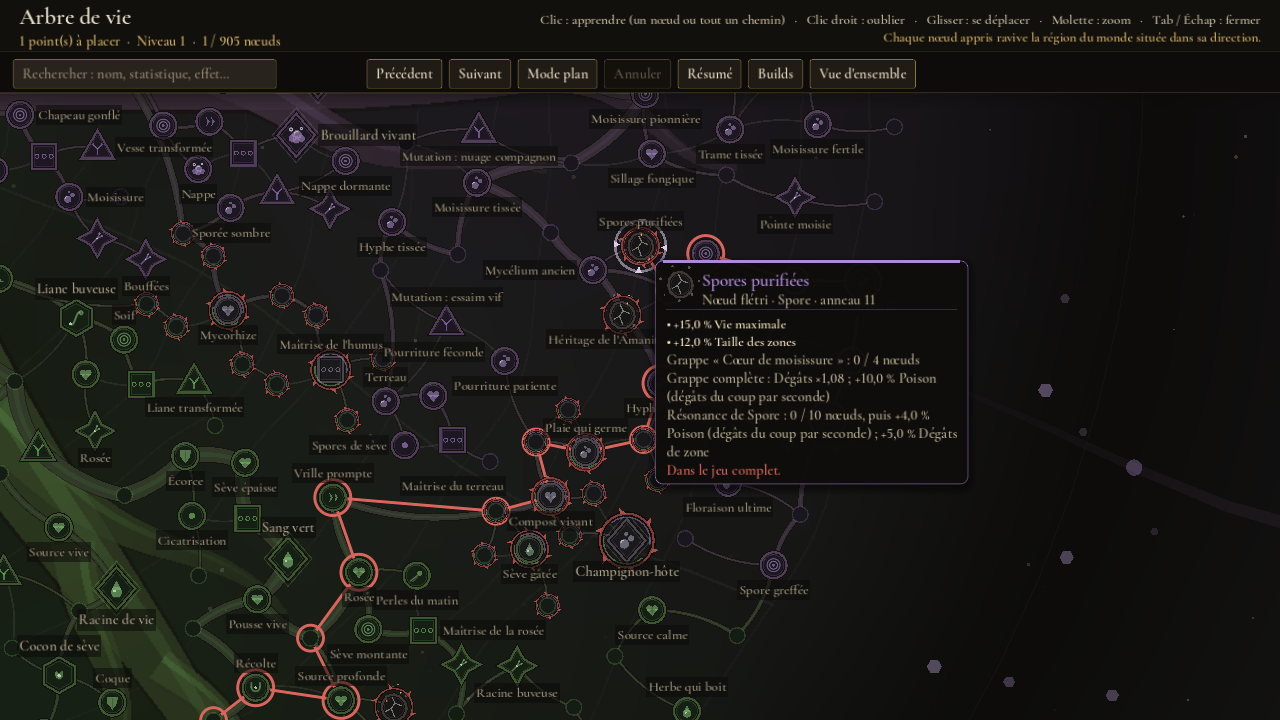 Arbre de vie
1 point(s) à placer · Niveau 1 · 1 / 905 nœuds
Clic : apprendre (un nœud ou tout un chemin) · Clic droit : oublier · Glisser : se déplacer · Molette : zoom · Tab / Échap : fermer
Chaque nœud appris ravive la région du monde située dans sa direction.
Rechercher : nom, statistique, effet...
Précédent
Suivant
Mode plan
Annuler
Résumé
Builds
Vue d'ensemble
Chapeau gonflé
Moisissure pionnière
Brouillard vivant
Vesse transformée
Mutation : nuage compagnon
Trame tissée
Moisissure fertile
Sillage fongique
Nappe
Nappe dormante
Moisissure
Moisissure tissée
Spores purifiées
Pointe moisie
Sporée sombre
Hyphe tissée
Mycélium ancien
Liane buveuse
Bouffées
Mutation : essaim vif
Soif
Mycorhize
Maîtrise de l'humus
Pourriture féconde
Terreau
Pourriture patiente
Liane transformée
Spores de sève
Plaie qui germe
Rosée
Écorce
Sève épaisse
Vrille prompte
Maîtrise du terreau
Floraison ultime
Cicatrisation
Sang vert
Compost vivant
Source vive
Sève gâtée
Champignon-hôte
Spore greffée
Perles du matin
Racine de vie
Pousse vive
Maîtrise de la rosée
Source calme
Cocon de sève
Sève montante
Récolte
Source profonde
Coque
Racine buveuse
Herbe qui boit
Spores purifiées
Nœud flétri · Spore · anneau 11
• +15,0 % Vie maximale
• +12,0 % Taille des zones
Grappe « Cœur de moisissure » : 0 / 4 nœuds
Grappe complète : Dégâts ×1,08 ; +10,0 % Poison
(dégâts du coup par seconde)
Résonance de Spore : 0 / 10 nœuds, puis +4,0 %
Poison (dégâts du coup par seconde) ; +5,0 % Dégâts
de zone
Dans le jeu complet.